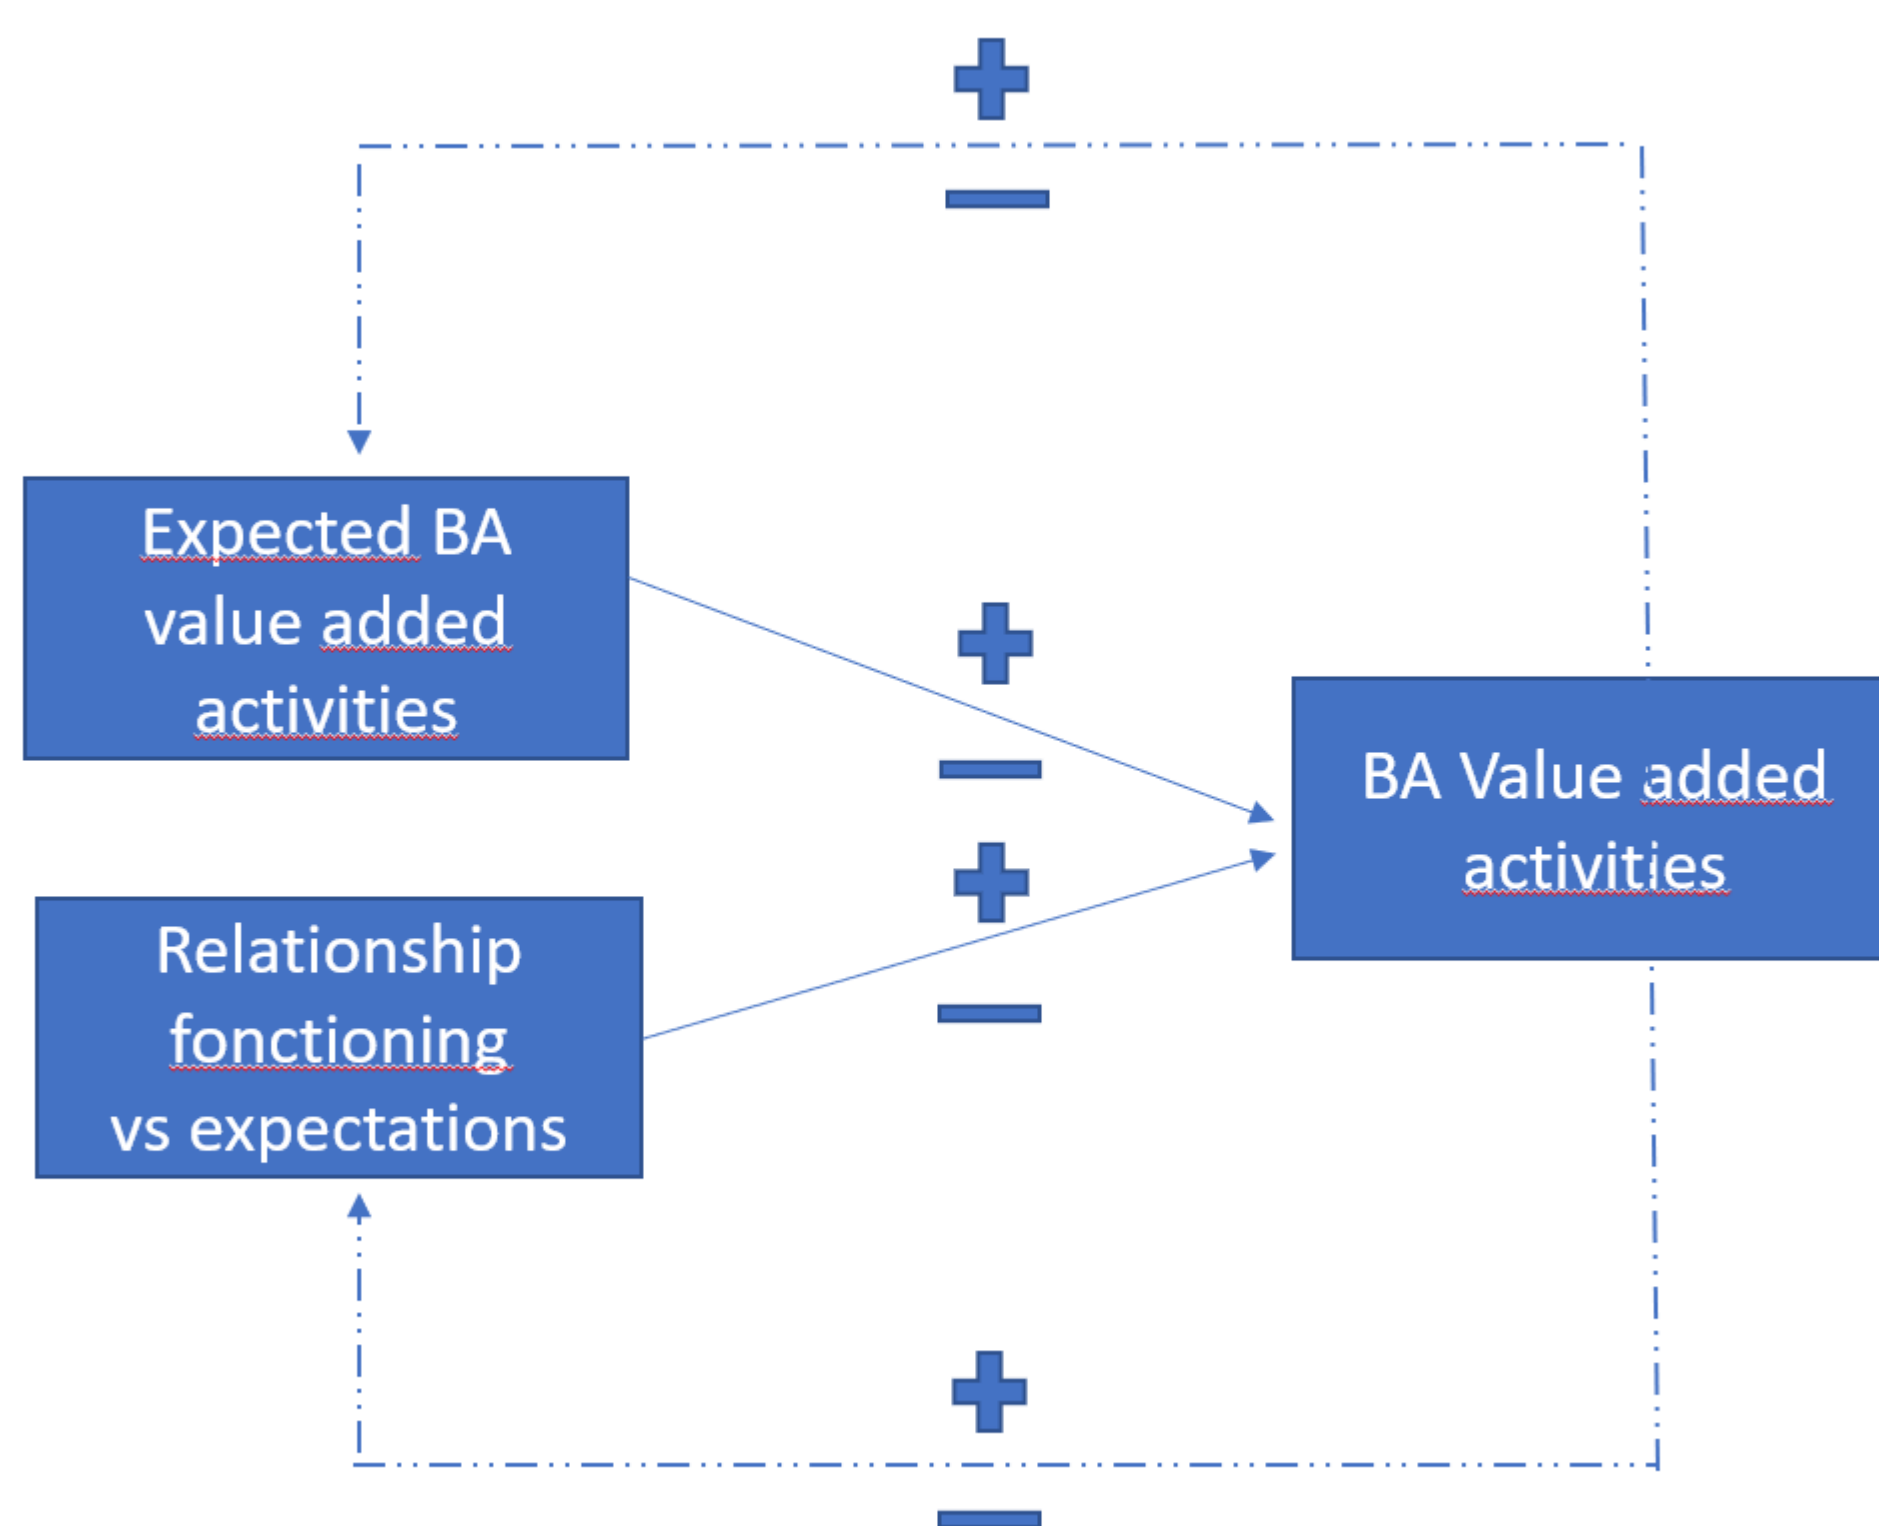 Expected BA
value added
activities
BA Value added
activities
Relationship
fonctioning
vs expectations